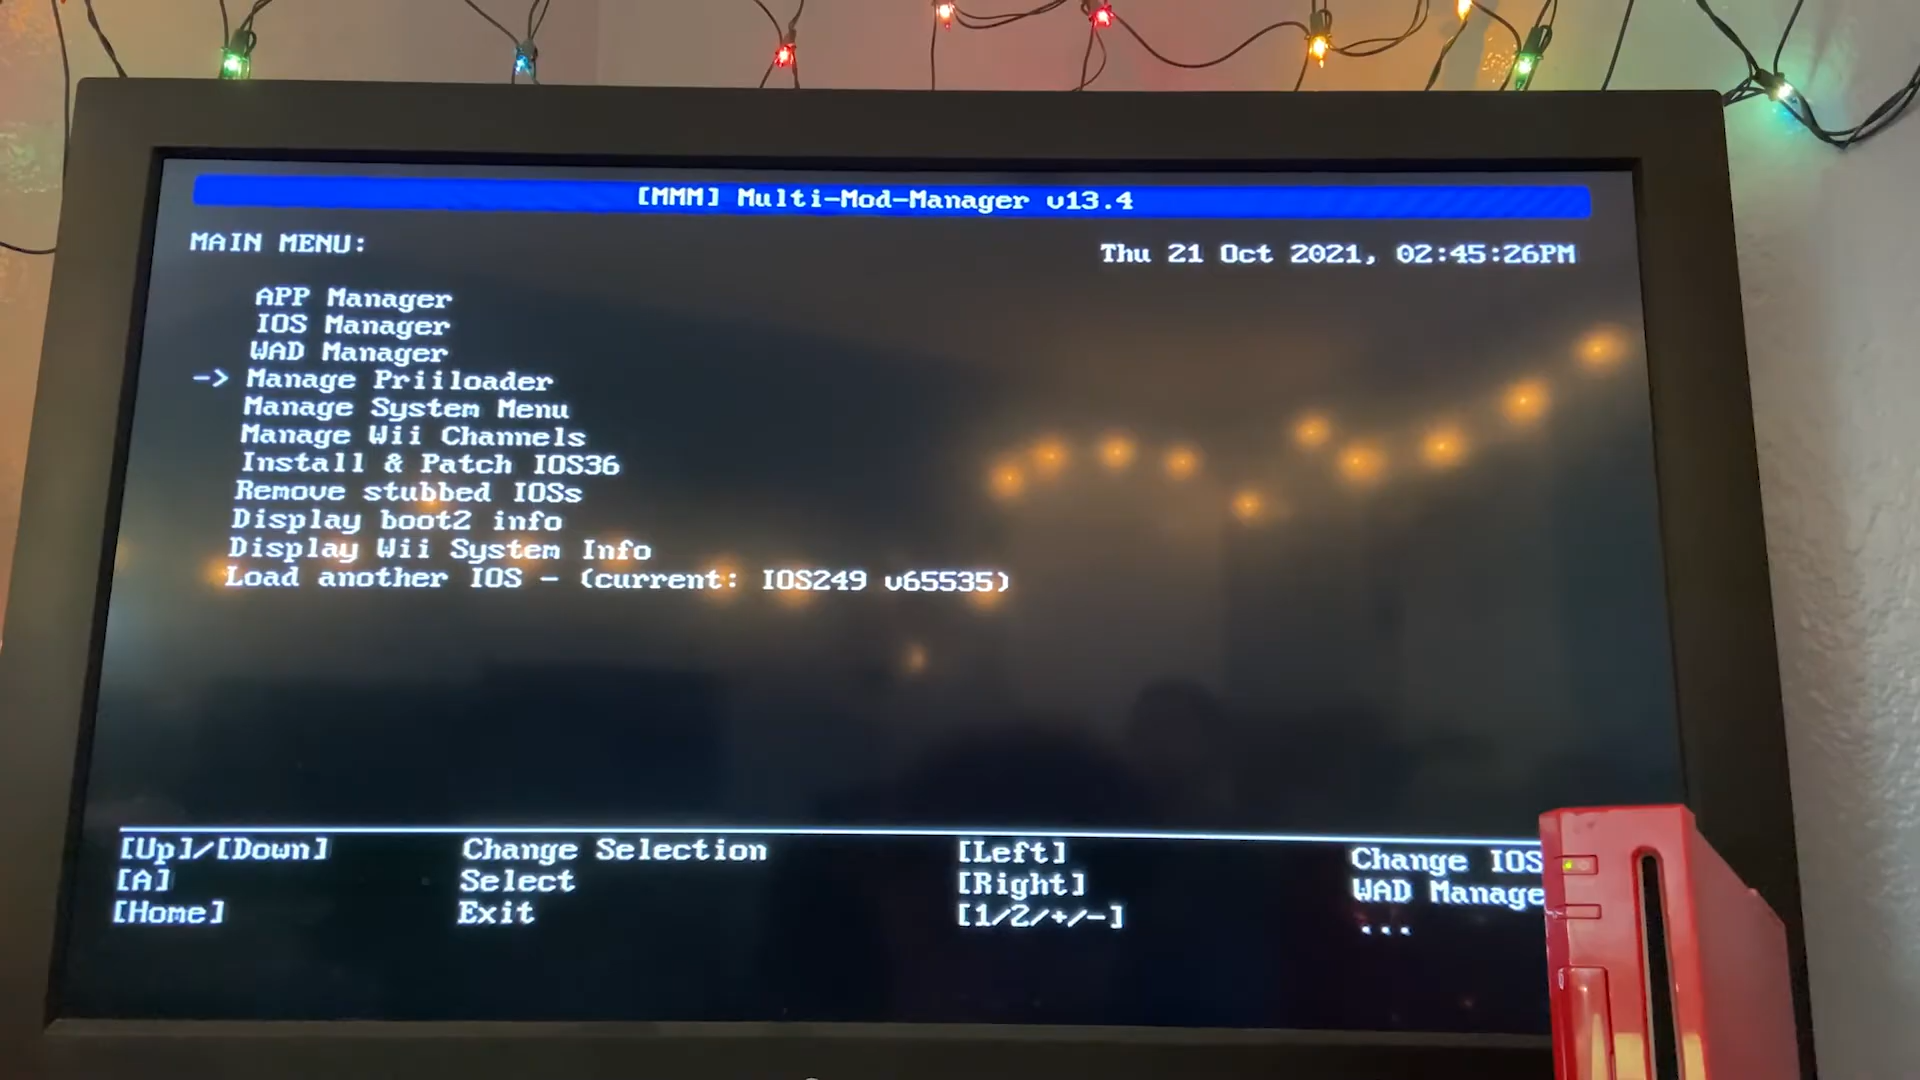 [MMM] Multi-Mod-Manager v13.4
MAIN MENU:
Thu 21 Oct 2021, 02:45:26PM
APP Manager
IOS Manager
WAD Manager
-> Manage Priiloader
Manage System Menu
Manage Wii Channels
Install & Patch IOS36
Remove stubbed IOSs
Display boot2 info
Display Wii System Info
Load another IOS - (current: IOS249 v65535)
[Up]/[Down] Change Selection [Left] Change IOS
[A] Select [Right] WAD Manage
[Home] Exit [1/2/+/-] ...